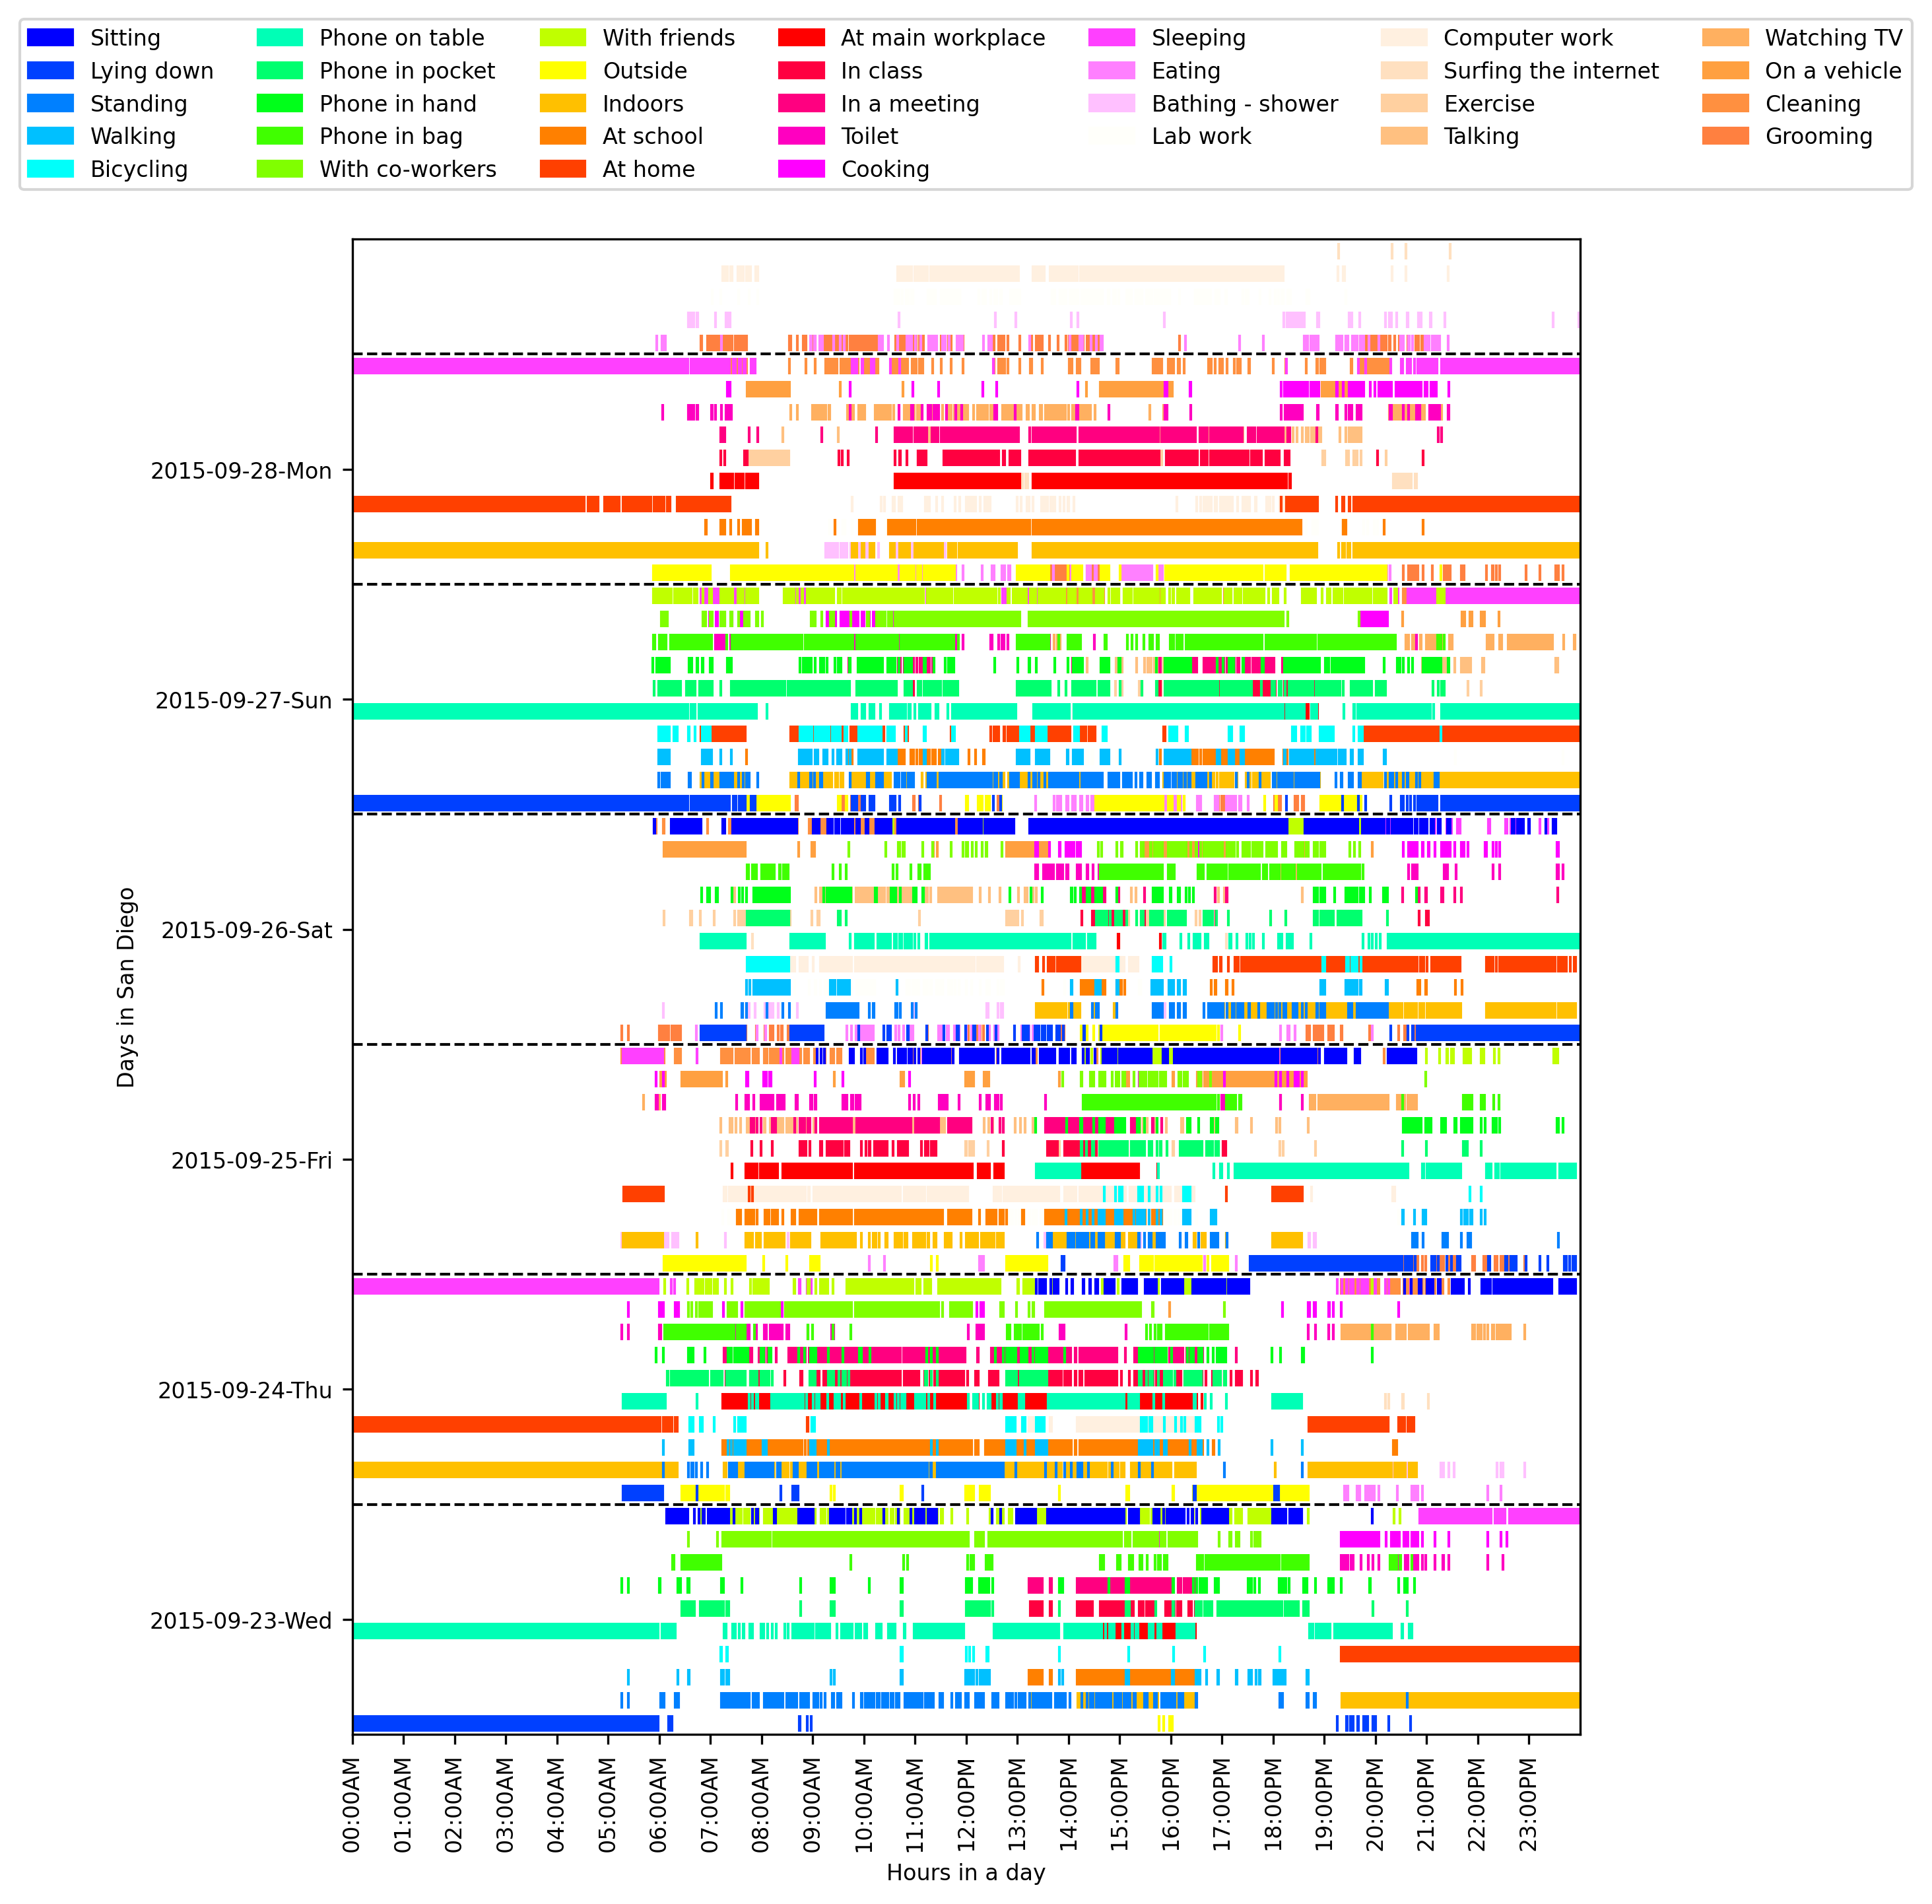 Sitting
Lying down
Standing
Walking
Bicycling
Phone on table
Phone in pocket
Phone in hand
Phone in bag
With co-workers
With friends
Outside
Indoors
At school
At home
At main workplace
In class
In a meeting
Toilet
Cooking
Sleeping
Eating
Bathing - shower
Lab work
Computer work
Surfing the internet
Exercise
Talking
Watching TV
On a vehicle
Cleaning
Grooming
Days in San Diego
2015-09-28-Mon
2015-09-27-Sun
2015-09-26-Sat
2015-09-25-Fri
2015-09-24-Thu
2015-09-23-Wed
00:00AM
01:00AM
02:00AM
03:00AM
04:00AM
05:00AM
06:00AM
07:00AM
08:00AM
09:00AM
10:00AM
11:00AM
12:00PM
13:00PM
14:00PM
15:00PM
16:00PM
17:00PM
18:00PM
19:00PM
20:00PM
21:00PM
22:00PM
23:00PM
Hours in a day